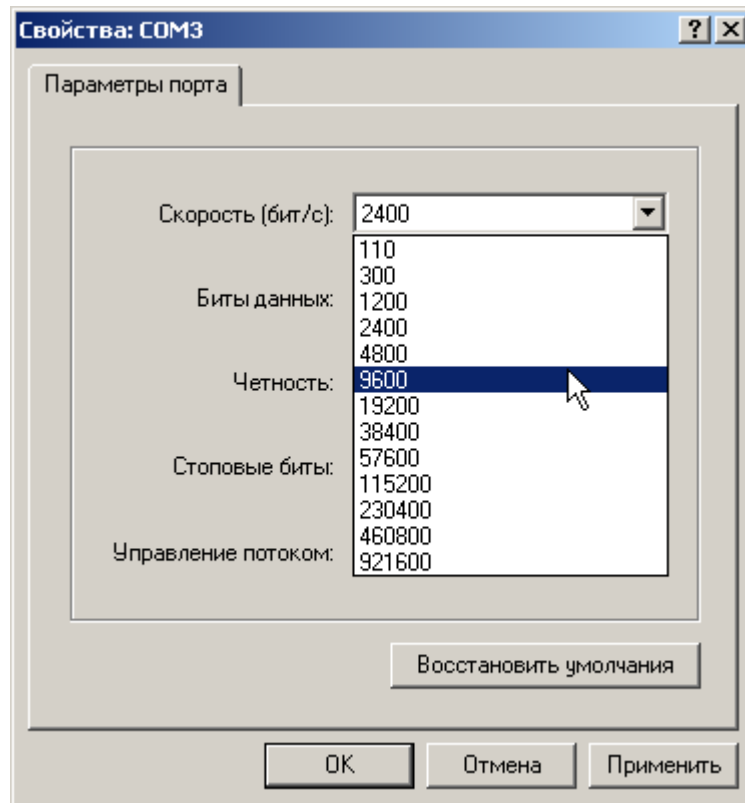 Свойства: COM3
Параметры порта
Скорость (бит/с): 2400
110
300
Биты данных:
1200
2400
4800
Четность:
9600
19200
38400
Стоповые биты:
57600
115200
230400
Управление потоком:
460800
921600
Восстановить умолчания
OK Отмена Применить